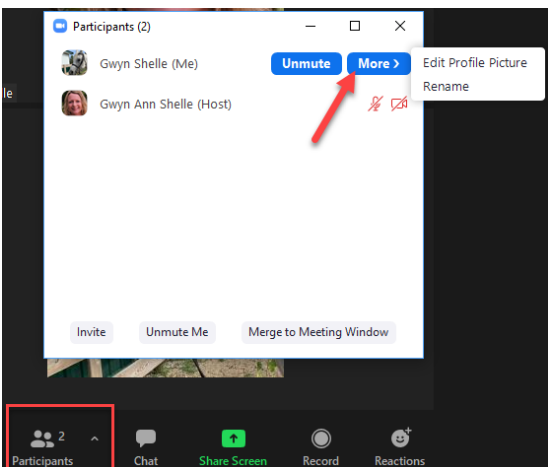 Participants (2)
Gwyn Shelle (Me) Unmute More > Edit Profile Picture
Rename
le
Gwyn Ann Shelle (Host)
Invite Unmute Me Merge to Meeting Window
2
Participants Chat Share Screen Record Reactions